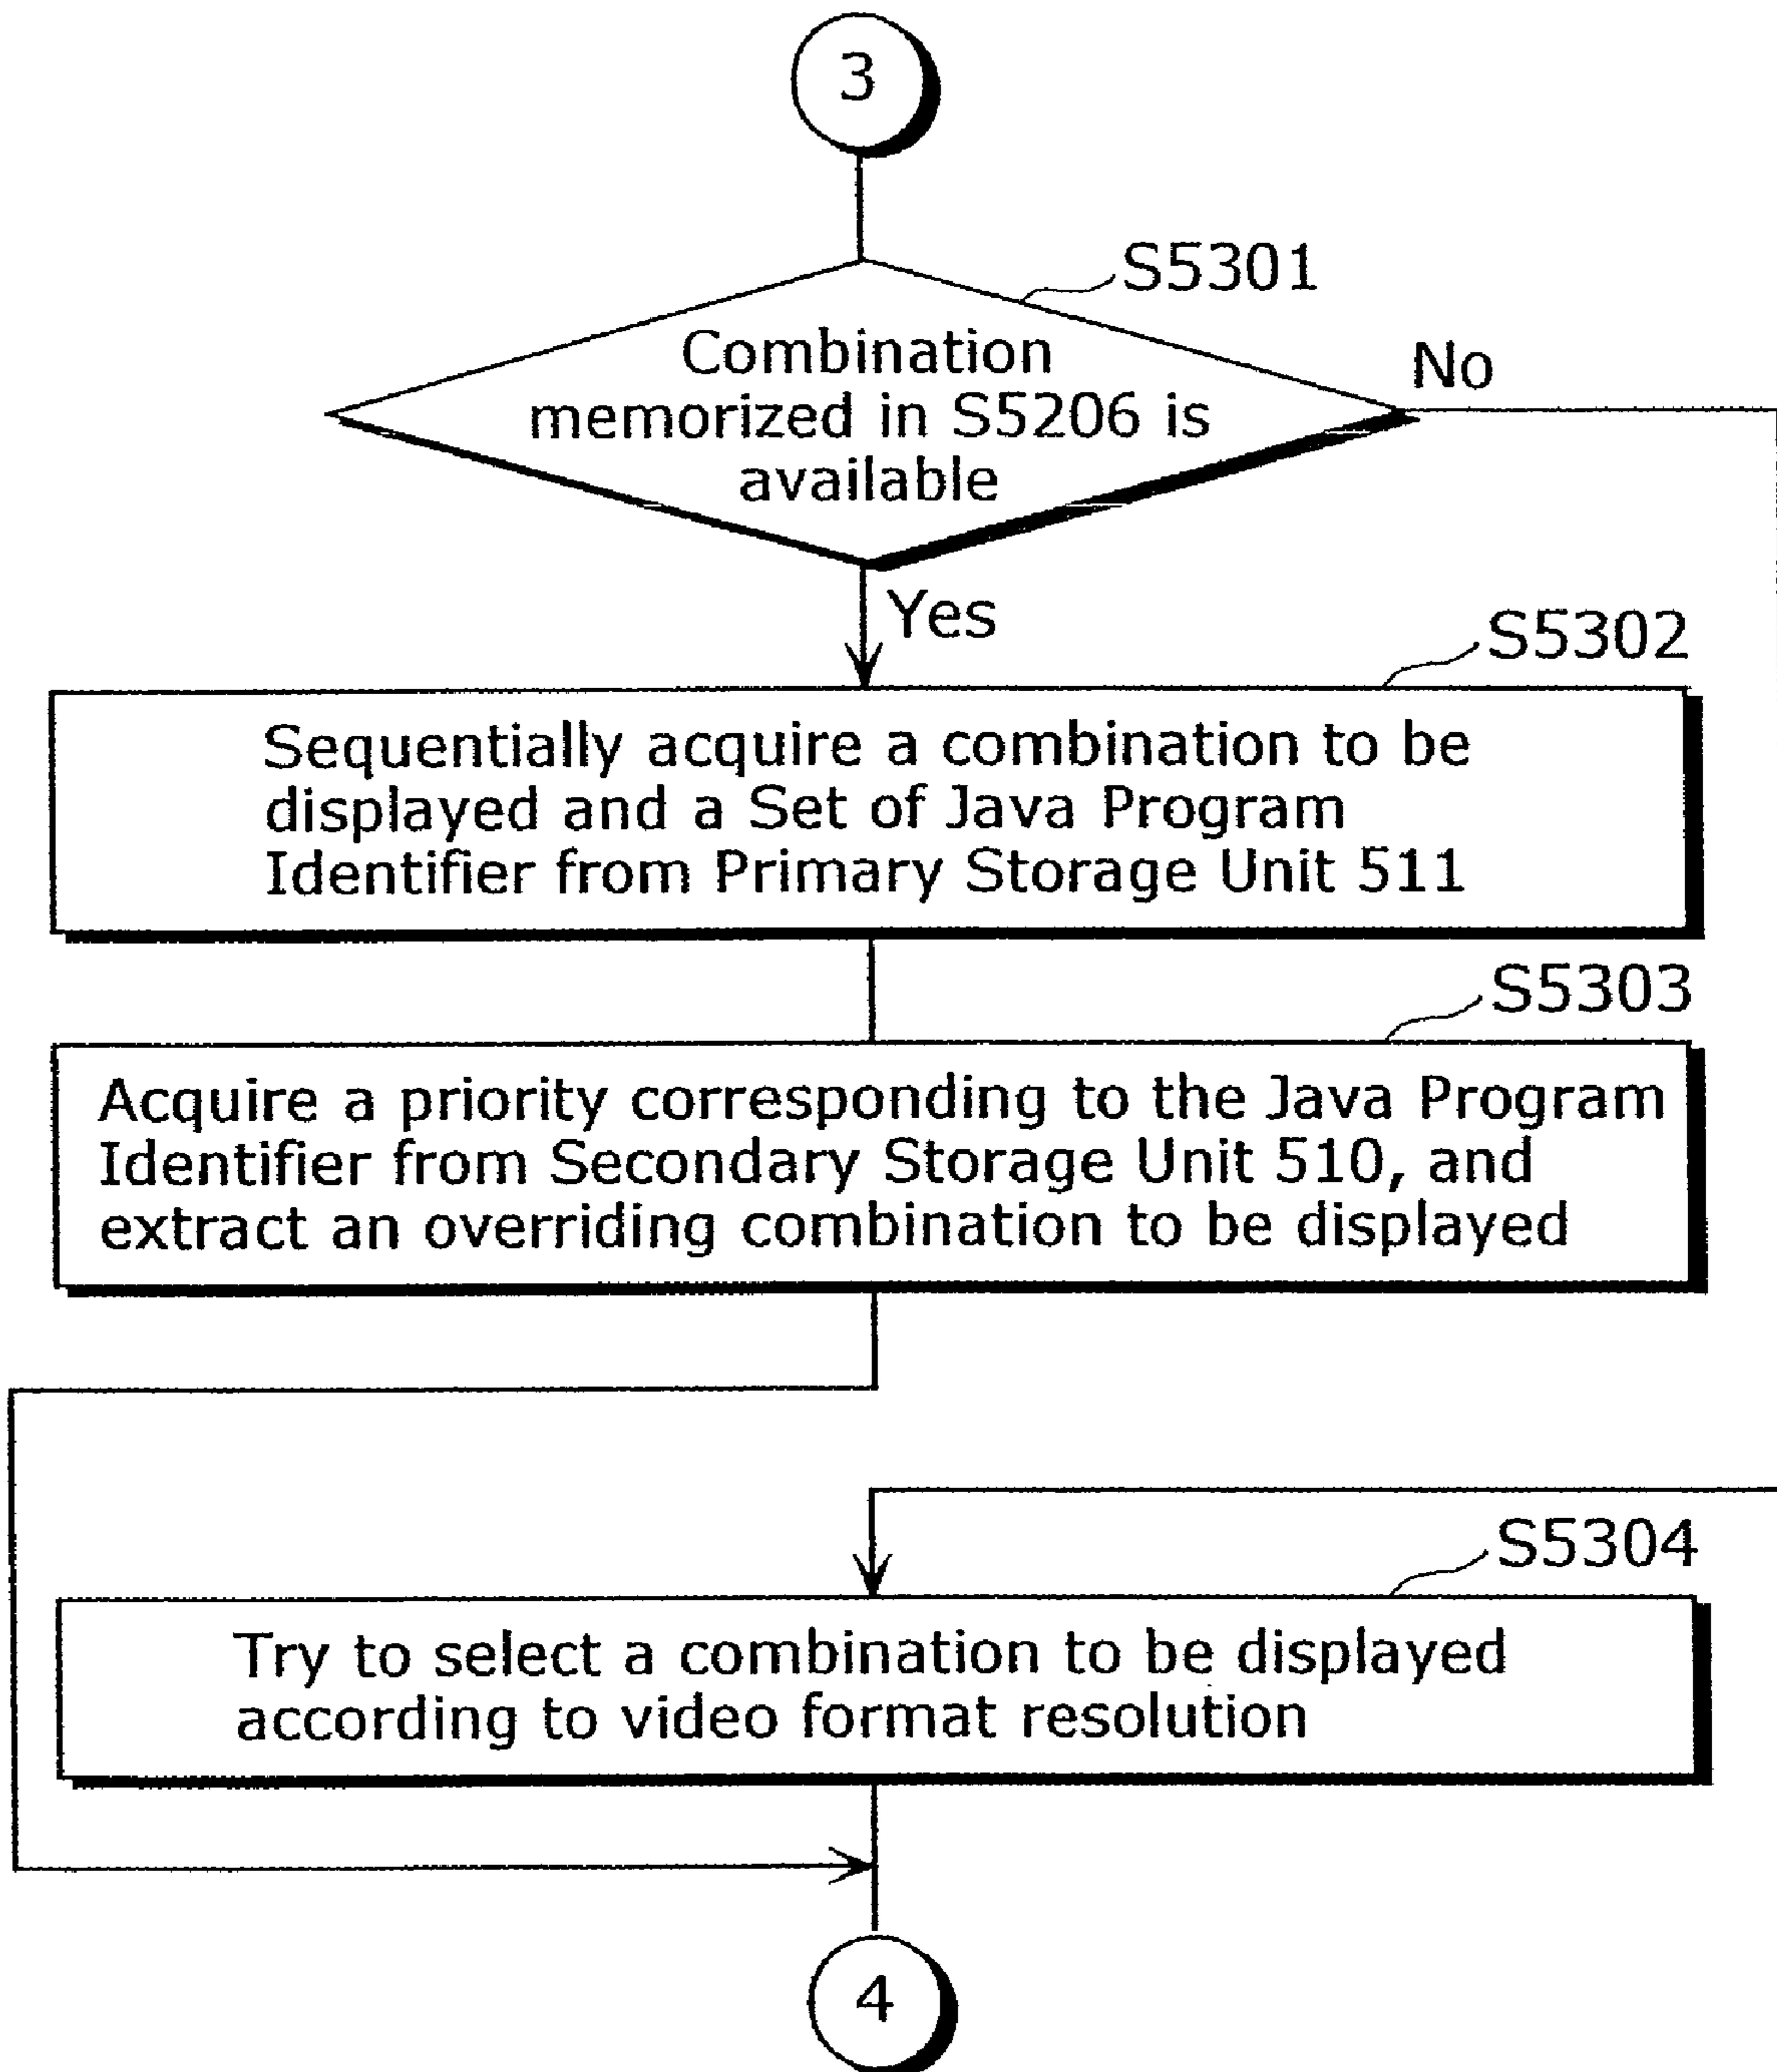 3
S5301
Combination
memorized in S5206 is
available
No
Yes
S5302
Sequentially acquire a combination to be
displayed and a Set of Java Program
Identifier from Primary Storage Unit 511
S5303
Acquire a priority corresponding to the Java Program
Identifier from Secondary Storage Unit 510, and
extract an overriding combination to be displayed
S5304
Try to select a combination to be displayed
according to video format resolution
4